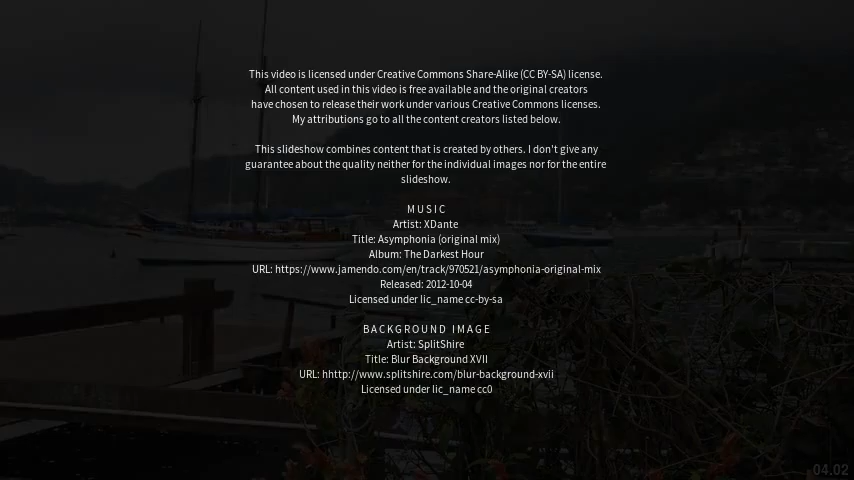 This video is licensed under Creative Commons Share-Alike (CC BY-SA) license.
All content used in this video is free available and the original creators
have chosen to release their work under various Creative Commons licenses.
My attributions go to all the content creators listed below.
This slideshow combines content that is created by others. I don't give any
guarantee about the quality neither for the individual images nor for the entire
slideshow.
MUSIC
Artist: XDante
Title: Asymphonia (original mix)
Album: The Darkest Hour
URL: https://www.jamendo.com/en/track/970521/asymphonia-original-mix
Released: 2012-10-04
Licensed under lic_name cc-by-sa
BACKGROUND IMAGE
Artist: SplitShire
Title: Blur Background XVII
URL: hhttp://www.splitshire.com/blur-background-xvii
Licensed under lic_name cc0
04.02